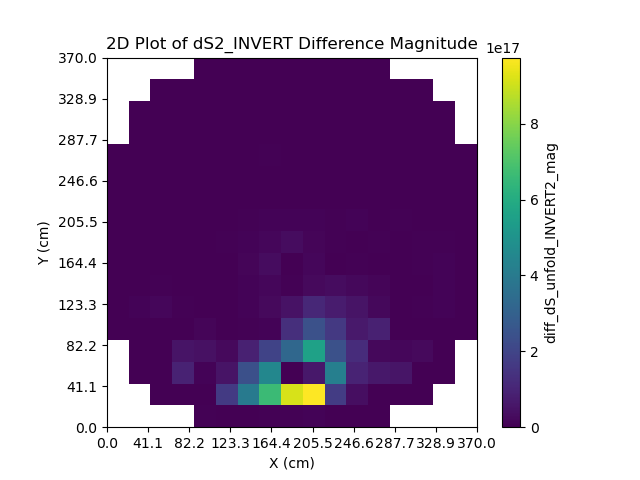 2D Plot of dS2_INVERT Difference Magnitude
1e17
370.0
328.9
287.7
246.6
205.5
164.4
123.3
82.2
41.1
0.0
Y (cm)
0.0 41.1 82.2 123.3 164.4 205.5 246.6 287.7 328.9 370.0
X (cm)
8
6
4
2
0
diff_dS_unfold_INVERT2_mag